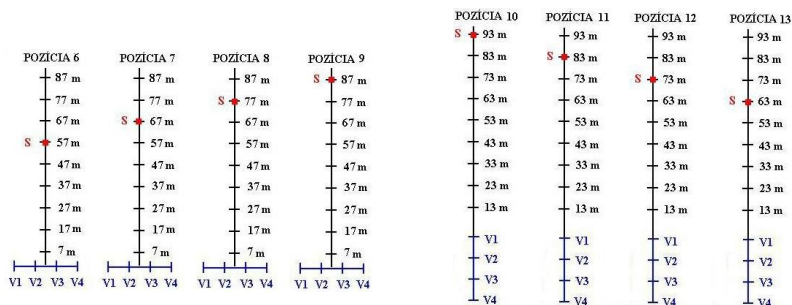 POZÍCIA 6
87 m
77 m
67 m
S 57 m
47 m
37 m
27 m
17 m
7 m
V1 V2 V3 V4
POZÍCIA 7
87 m
77 m
S 67 m
57 m
47 m
37 m
27 m
17 m
7 m
V1 V2 V3 V4
POZÍCIA 8
87 m
S 77 m
67 m
57 m
47 m
37 m
27 m
17 m
7 m
V1 V2 V3 V4
POZÍCIA 9
S 87 m
77 m
67 m
57 m
47 m
37 m
27 m
17 m
7 m
V1 V2 V3 V4
POZÍCIA 10
S 93 m
83 m
73 m
63 m
53 m
43 m
33 m
23 m
13 m
V1
V2
V3
V4
POZÍCIA 11
93 m
S 83 m
73 m
63 m
53 m
43 m
33 m
23 m
13 m
V1
V2
V3
V4
POZÍCIA 12
93 m
83 m
S 73 m
63 m
53 m
43 m
33 m
23 m
13 m
V1
V2
V3
V4
POZÍCIA 13
93 m
83 m
73 m
S 63 m
53 m
43 m
33 m
23 m
13 m
V1
V2
V3
V4